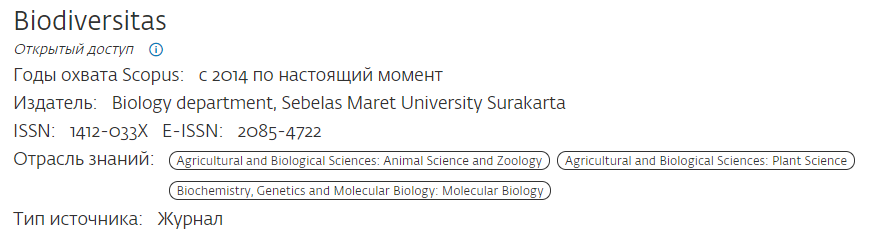 Biodiversitas
Открытый доступ
Годы охвата Scopus: с 2014 по настоящий момент
Издатель: Biology department, Sebelas Maret University Surakarta
ISSN: 1412-033X E-ISSN: 2085-4722
Отрасль знаний: Agricultural and Biological Sciences: Animal Science and Zoology Agricultural and Biological Sciences: Plant Science
Biochemistry, Genetics and Molecular Biology: Molecular Biology
Тип источника: Журнал